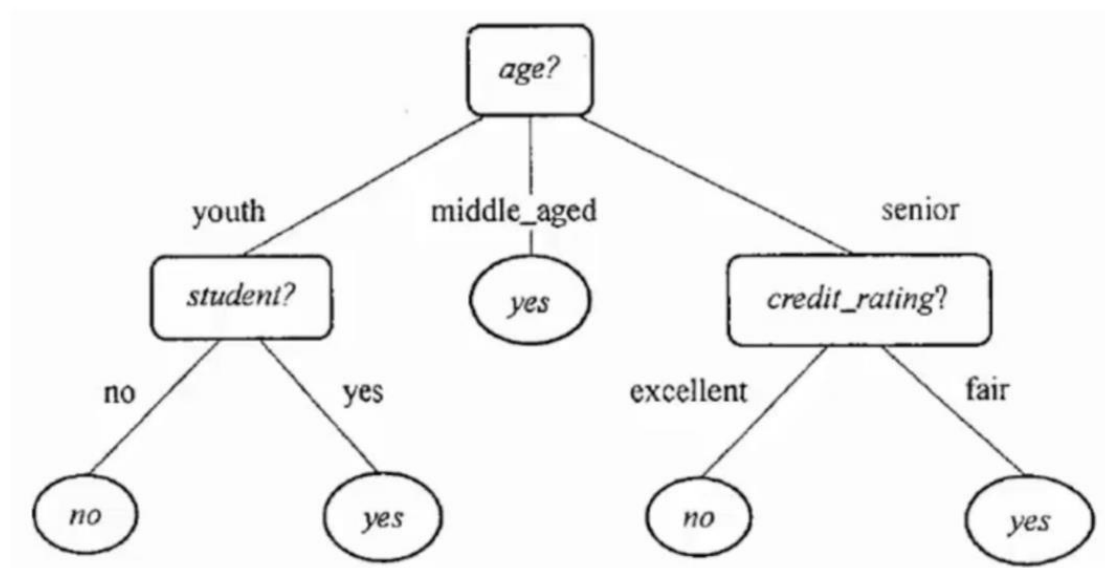 age?
youth
middle_aged
senior
student?
yes
credit_rating?
no
yes
excellent
fair
no
yes
no
yes